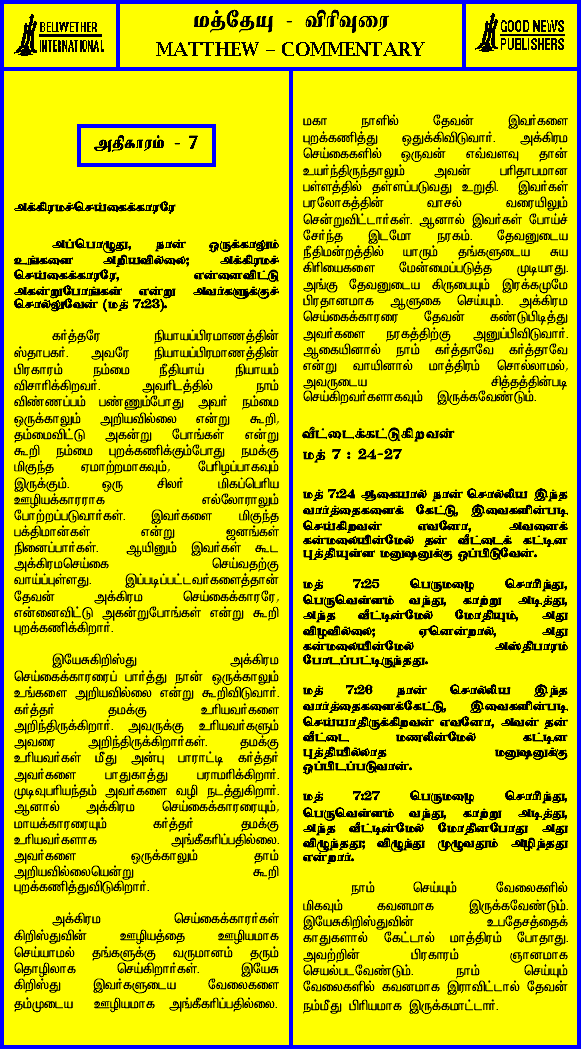 BELIWETHER
INTERNATIONAL
மத்தேயு - விரிவுரை
MATTHEW – COMMENTARY
GOOD NEWS
PUBLISHERS
அதிகாரம் - 7
அக்கிரமச்செய்கைக்காரரே
அப்பொழுது, நான் ஒருக்காலும்
உங்களை அறியவில்லை; அக்கிரமச்
செய்கைக்காரரே, என்னைவிட்டு
அகன்றுபோங்கள் என்று அவர்களுக்குச்
சொல்லுவேன் (மத் 7:23).
கர்த்தரே நியாயப்பிரமாணத்தின்
ஸ்தாபகர். அவரே நியாயப்பிரமாணத்தின்
பிரகாரம் நம்மை நீதியாய் நியாயம்
விசாரிக்கிறவர். அவரிடத்தில் நாம்
விண்ணப்பம் பண்ணும்போது அவர் நம்மை
ஒருக்காலும் அறியவில்லை என்று கூறி,
தம்மைவிட்டு அகன்று போங்கள் என்று
கூறி நம்மை புறக்கணிக்கும்போது நமக்கு
மிகுந்த ஏமாற்றமாகவும், பேரிழப்பாகவும்
இருக்கும். ஒரு சிலர் மிகப்பெரிய
ஊழியக்காரராக எல்லோராலும்
போற்றப்படுவார்கள். இவர்களை மிகுந்த
பக்திமான்கள் என்று ஜனங்கள்
நினைப்பார்கள். ஆயினும் இவர்கள் கூட
அக்கிரமசெய்கை செய்வதற்கு
வாய்ப்புள்ளது. இப்படிப்பட்டவர்களைத்தான்
தேவன் அக்கிரம செய்கைக்காரரே,
என்னைவிட்டு அகன்றுபோங்கள் என்று கூறி
புறக்கணிக்கிறார்.
இயேசுகிறிஸ்து அக்கிரம
செய்கைக்காரரைப் பார்த்து நான் ஒருக்காலும்
உங்களை அறியவில்லை என்று கூறிவிடுவார்.
கர்த்தர் தமக்கு உரியவர்களை
அறிந்திருக்கிறார். அவருக்கு உரியவர்களும்
அவரை அறிந்திருக்கிறார்கள். தமக்கு
உரியவர்கள் மீது அன்பு பாராட்டி கர்த்தர்
அவர்களை பாதுகாத்து பராமரிக்கிறார்.
முடிவுபரியந்தம் அவர்களை வழி நடத்துகிறார்.
ஆனால் அக்கிரம செய்கைக்காரரையும்,
மாயக்காரரையும் கர்த்தர் தமக்கு
உரியவர்களாக அங்கீகரிப்பதில்லை.
அவர்களை ஒருக்காலும் தாம்
அறியவில்லையென்று கூறி
புறக்கணித்துவிடுகிறார்.
அக்கிரம செய்கைக்காரர்கள்
கிறிஸ்துவின் ஊழியத்தை ஊழியமாக
செய்யாமல் தங்களுக்கு வருமானம் தரும்
தொழிலாக செய்கிறார்கள். இயேசு
கிறிஸ்து இவர்களுடைய வேலைகளை
தம்முடைய ஊழியமாக அங்கீகரிப்பதில்லை.
மகா நாளில் தேவன் இவர்களை
புறக்கணித்து ஒதுக்கிவிடுவார். அக்கிரம
செய்கைகளில் ஒருவன் எவ்வளவு தான்
உயர்ந்திருந்தாலும் அவன் பரிதாபமான
பள்ளத்தில் தள்ளப்படுவது உறுதி. இவர்கள்
பரலோகத்தின் வாசல் வரையிலும்
சென்றுவிட்டார்கள். ஆனால் இவர்கள் போய்ச்
சேர்ந்த இடமோ நரகம். தேவனுடைய
நீதிமன்றத்தில் யாரும் தங்களுடைய சுய
கிரியைகளை மேன்மைப்படுத்த முடியாது.
அங்கு தேவனுடைய கிருபையும் இரக்கமுமே
பிரதானமாக ஆளுகை செய்யும். அக்கிரம
செய்கைக்காரரை தேவன் கண்டுபிடித்து
அவர்களை நரகத்திற்கு அனுப்பிவிடுவார்.
ஆகையினால் நாம் கர்த்தாவே கர்த்தாவே
என்று வாயினால் மாத்திரம் சொல்லாமல்,
அவருடைய சித்தத்தின்படி
செய்கிறவர்களாகவும் இருக்கவேண்டும்.
வீட்டைக்கட்டுகிறவன்
மத் 7 : 24-27
மத் 7:24 ஆகையால் நான் சொல்லிய இந்த
வார்த்தைகளைக் கேட்டு, இவைகளின்படி
செய்கிறவன் எவனோ, அவனைக்
கன்மலையின்மேல் தன் வீட்டைக் கட்டின
புத்தியுள்ள மனுஷனுக்கு ஒப்பிடுவேன்.
மத் 7:25 பெருமழை சொரிந்து,
பெருவெள்ளம் வந்து, காற்று அடித்து,
அந்த வீட்டின்மேல் மோதியும், அது
விழவில்லை; ஏனென்றால், அது
கன்மலையின்மேல் அஸ்திபாரம்
போடப்பட்டிருந்தது.
மத் 7:26 நான் சொல்லிய இந்த
வார்த்தைகளைக்கேட்டு, இவைகளின்படி
செய்யாதிருக்கிறவன் எவனோ, அவன் தன்
வீட்டை மணலின்மேல் கட்டின
புத்தியில்லாத மனுஷனுக்கு
ஒப்பிடப்படுவான்.
மத் 7:27 பெருமழை சொரிந்து,
பெருவெள்ளம் வந்து, காற்று அடித்து,
அந்த வீட்டின்மேல் மோதினபோது அது
விழுந்தது; விழுந்து முழுவதும் அழிந்தது
என்றார்.
நாம் செய்யும் வேலைகளில்
மிகவும் கவனமாக இருக்கவேண்டும்.
இயேசுகிறிஸ்துவின் உபதேசத்தைக்
காதுகளால் கேட்டால் மாத்திரம் போதாது.
அவற்றின் பிரகாரம் ஞானமாக
செயல்படவேண்டும். நாம் செய்யும்
வேலைகளில் கவனமாக இராவிட்டால் தேவன்
நம்மீது பிரியமாக இருக்கமாட்டார்.